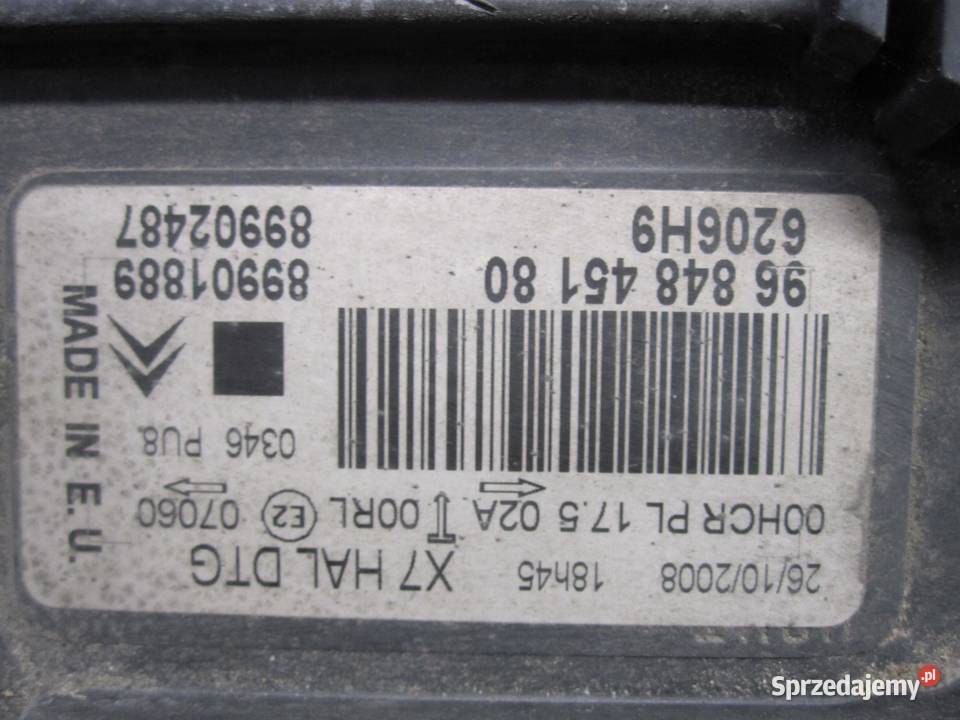 26/10/2008 18h45 X7 HAL DTG
00HCR PL 17.5 02A 00RL E2 07060
0346 PU8
96 848 451 80 89901889
6206H9 89902487
MADE IN E.U.
Sprzedajemy.pl